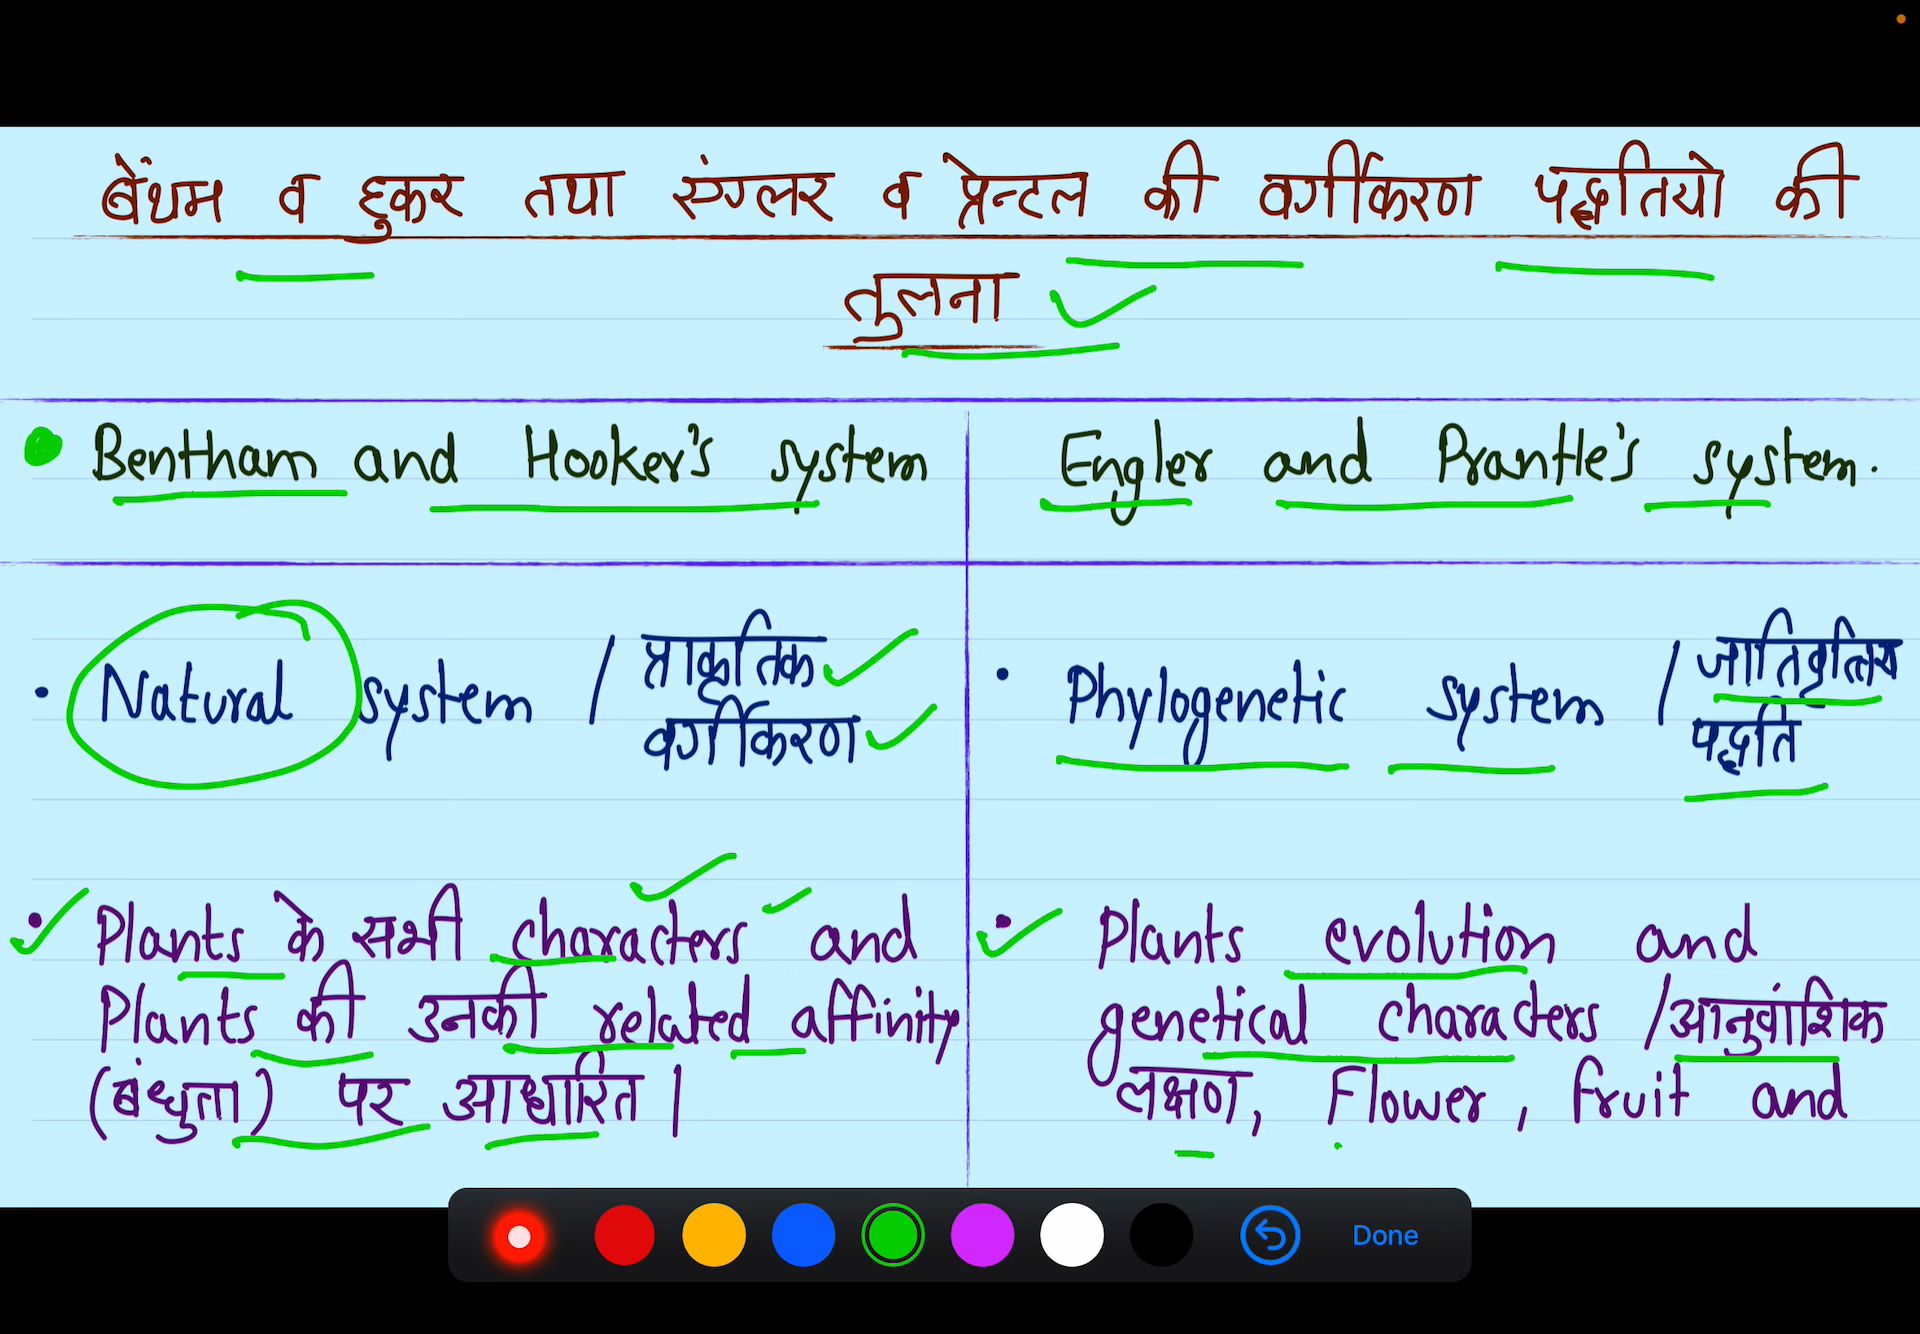 बेंथम व हुकर तथा एंग्लर व प्रेन्टल की वर्गीकरण पद्धतियो की
तुलना
Bentham and Hooker's system
Engler and Prantle's system.
• Natural system / प्राकृतिक
वर्गीकरण
• Phylogenetic system / जातिवृत्तिय
पद्धति
• Plants के सभी characters and
Plants की उनकी related affinity
(बंधुता) पर आधारित |
• Plants evolution and
genetical characters /आनुवांशिक
लक्षण, Flower, fruit and
Done